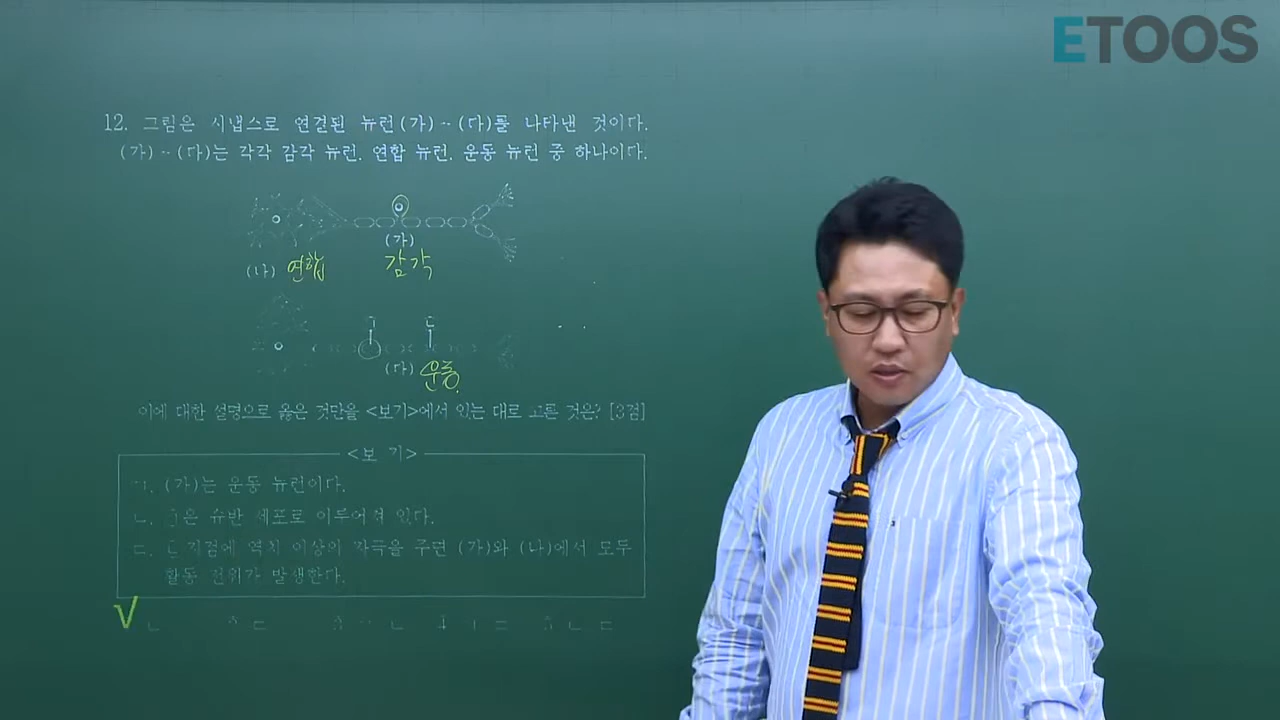 ETOOS
12. 그림은 시냅스로 연결된 뉴런(가)~(다)를 나타낸 것이다.
(가)~(다)는 각각 감각 뉴런, 연합 뉴런, 운동 뉴런 중 하나이다.
(가)
(나) 연합 감각
(다) 운동
이에 대한 설명으로 옳은 것만을 <보기>에서 있는 대로 고른 것은? [3점]
<보 기>
ㄱ. (가)는 운동 뉴런이다.
ㄴ. 은 슈반 세포로 이루어져 있다.
ㄷ. 지점에 역치 이상의 자극을 주면 (가)와 (나)에서 모두
활동 전위가 발생한다.
ㄴ ㄷ ㄴ ㄷ ㄴ ㄷ